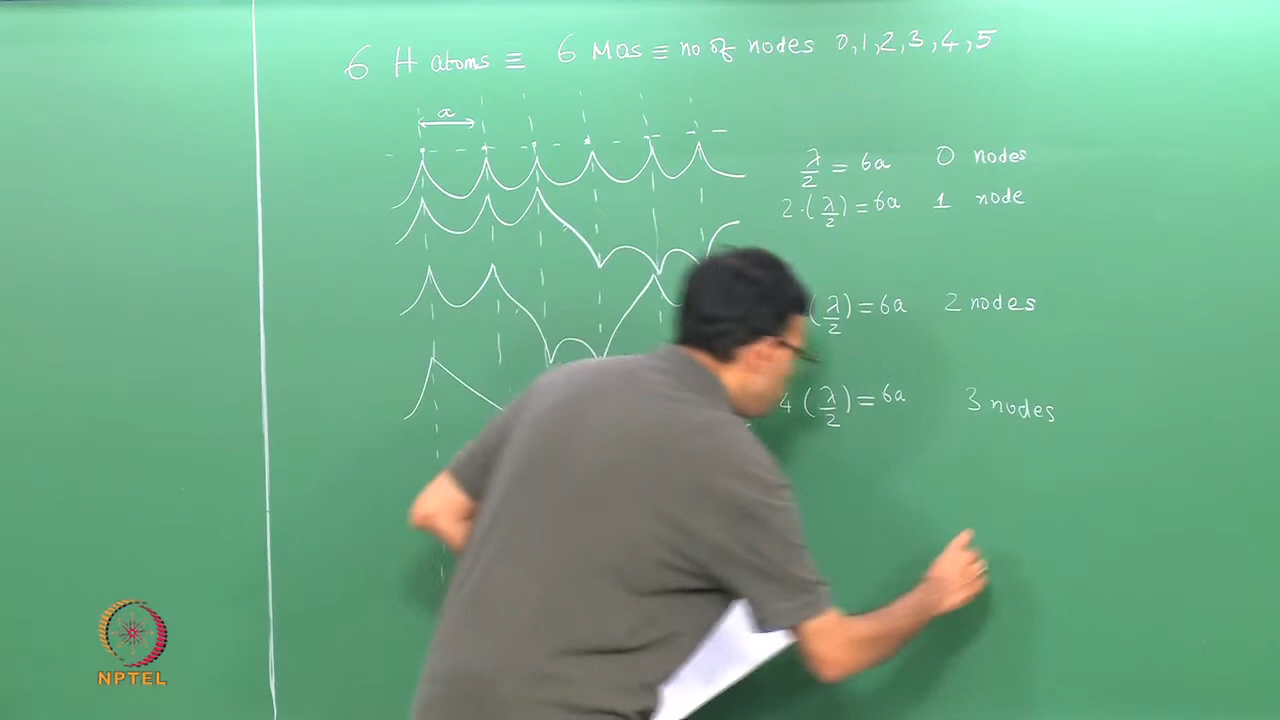 6 H atoms ≡ 6 MOs ≡ no of nodes 0,1,2,3,4,5
a
λ/2 = 6a 0 nodes
2·(λ/2) = 6a 1 node
(λ/2) = 6a 2 nodes
4 (λ/2) = 6a 3 nodes
NPTEL